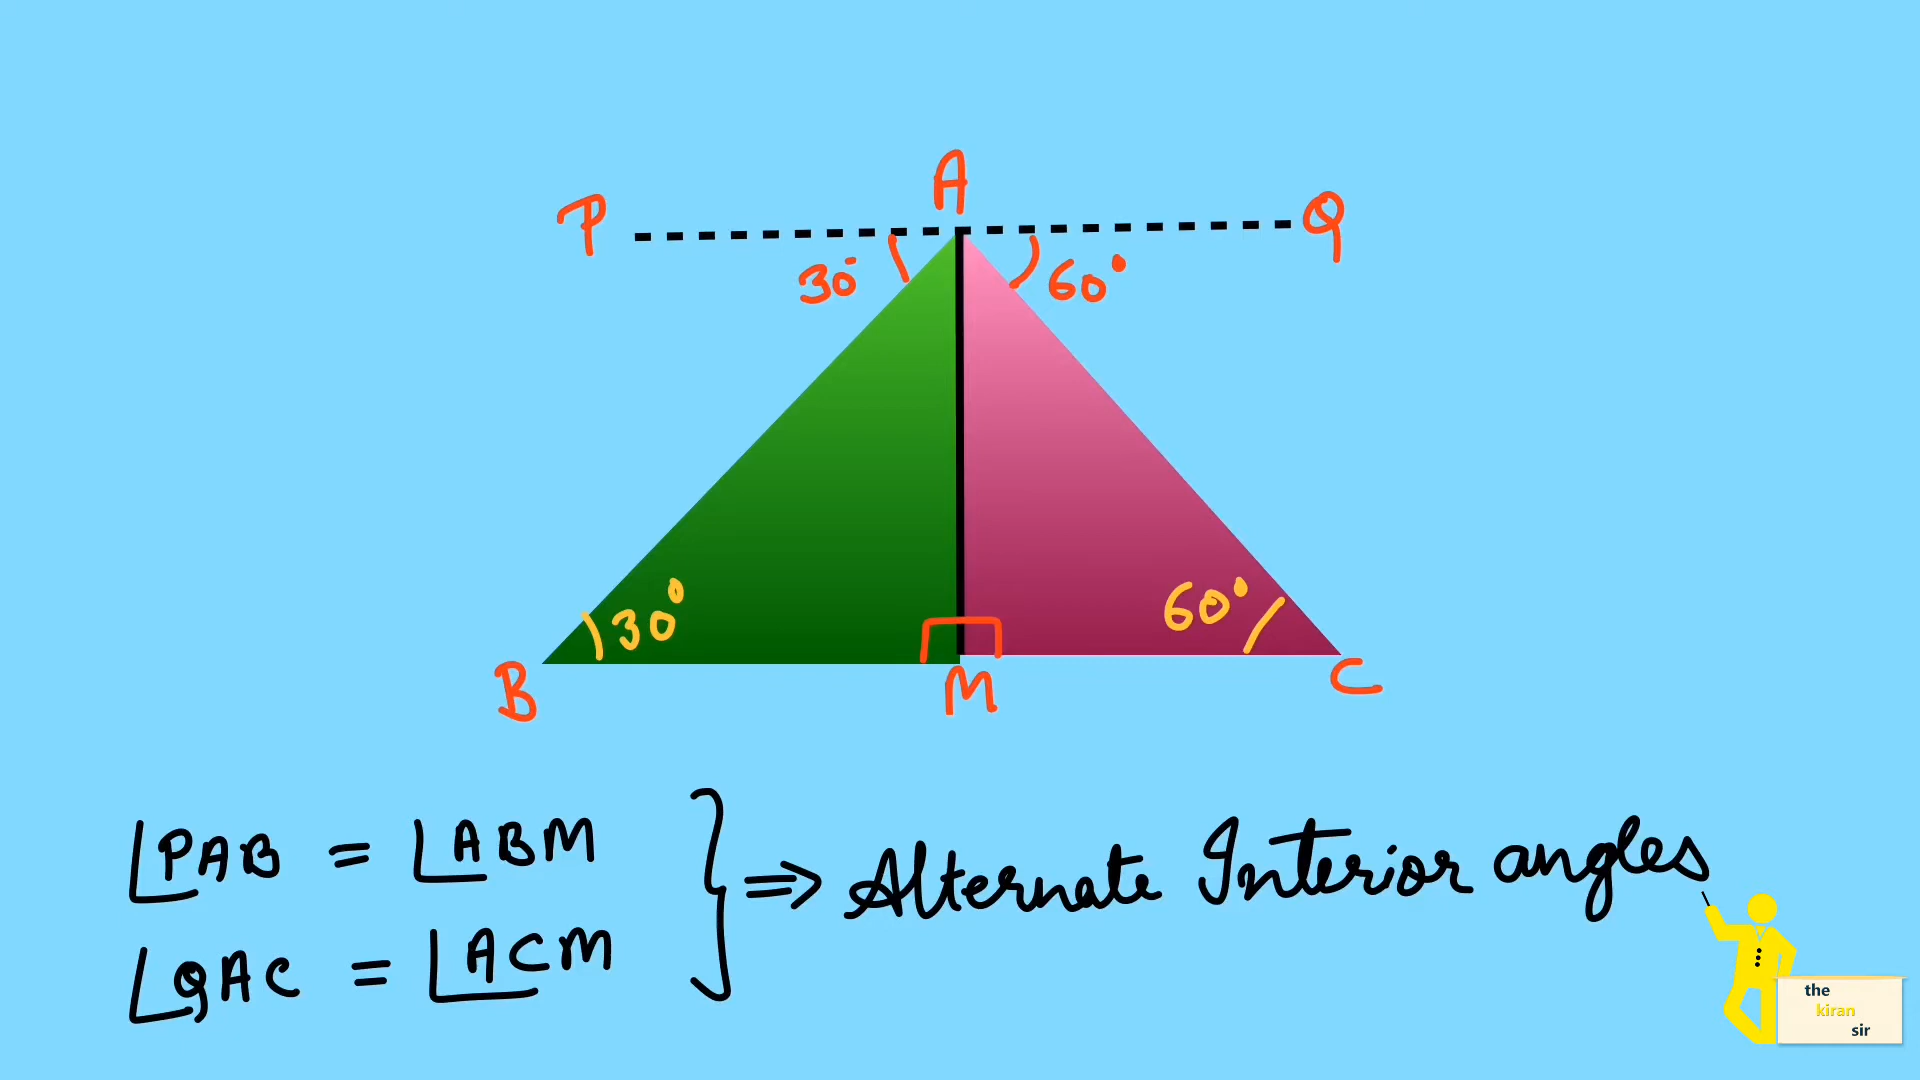 A
P
Q
30°
60°
30°
60°
B
M
C
∠PAB = ∠ABM
∠QAC = ∠ACM
} ⇒ Alternate Interior angles
the
kiran
sir